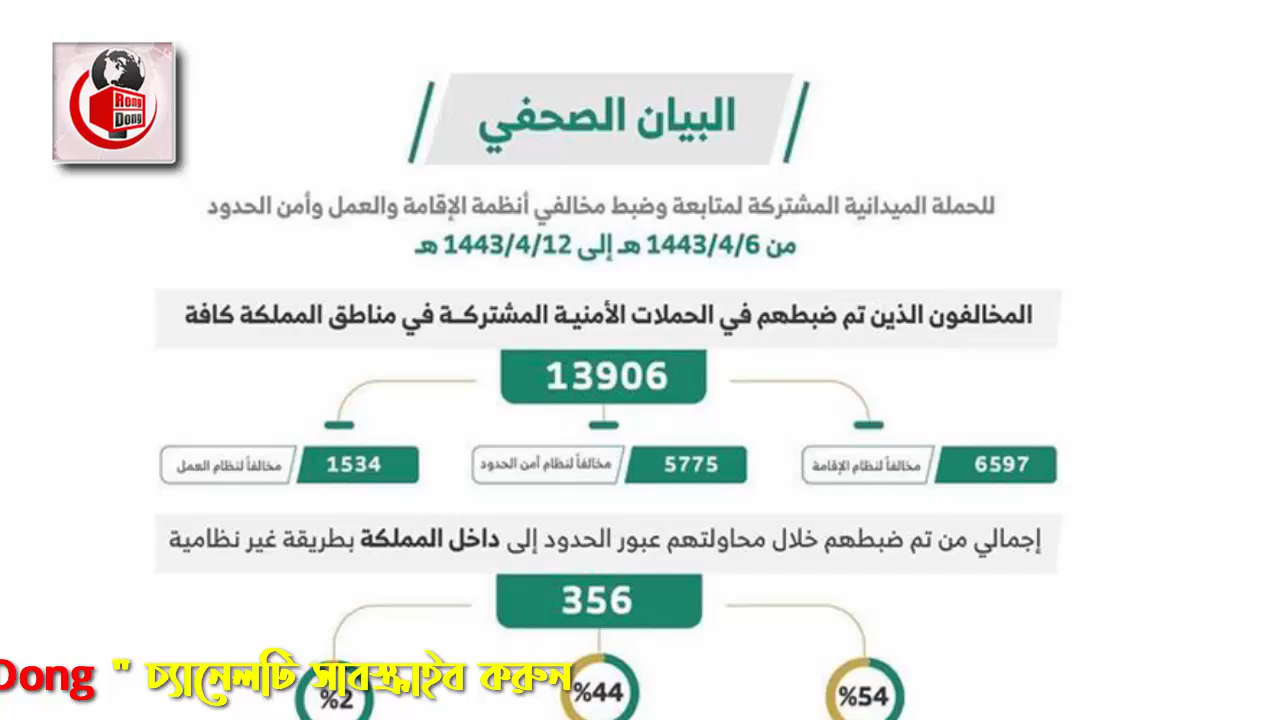 Rong
Dong
البيان الصحفي
للحملة الميدانية المشتركة لمتابعة وضبط مخالفي أنظمة الإقامة والعمل وأمن الحدود
من 1443/4/6 هـ إلى 1443/4/12 هـ
المخالفون الذين تم ضبطهم في الحملات الأمنية المشتركة في مناطق المملكة كافة
13906
6597 مخالفاً لنظام الإقامة
5775 مخالفاً لنظام أمن الحدود
1534 مخالفاً لنظام العمل
إجمالي من تم ضبطهم خلال محاولتهم عبور الحدود إلى داخل المملكة بطريقة غير نظامية
356
%54
%44
%2
Dong " চ্যানেলটি সাবস্ক্রাইব করুন